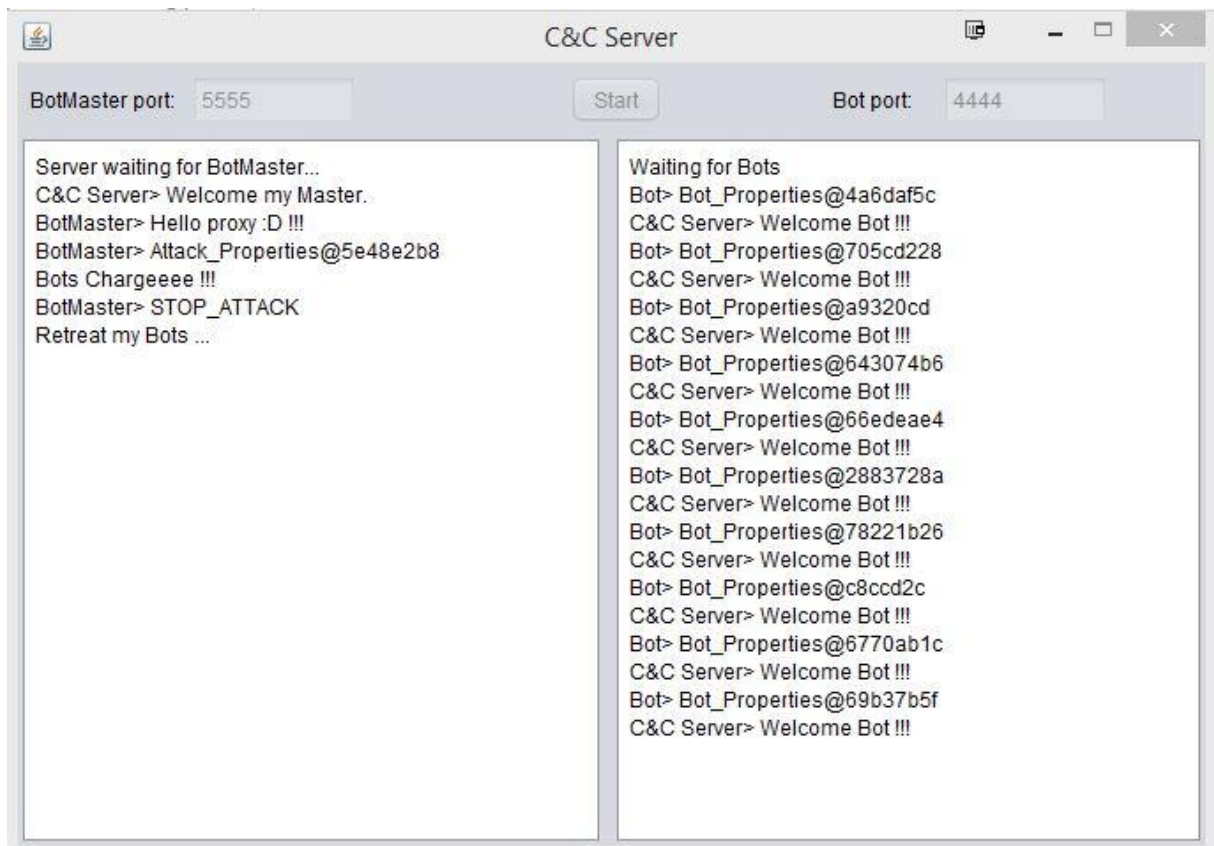 C&C Server
BotMaster port: 5555 Start Bot port: 4444
Server waiting for BotMaster...
C&C Server> Welcome my Master.
BotMaster> Hello proxy :D !!!
BotMaster> Attack_Properties@5e48e2b8
Bots Chargeeee !!!
BotMaster> STOP_ATTACK
Retreat my Bots ...
Waiting for Bots
Bot> Bot_Properties@4a6daf5c
C&C Server> Welcome Bot !!!
Bot> Bot_Properties@705cd228
C&C Server> Welcome Bot !!!
Bot> Bot_Properties@a9320cd
C&C Server> Welcome Bot !!!
Bot> Bot_Properties@643074b6
C&C Server> Welcome Bot !!!
Bot> Bot_Properties@66edeae4
C&C Server> Welcome Bot !!!
Bot> Bot_Properties@2883728a
C&C Server> Welcome Bot !!!
Bot> Bot_Properties@78221b26
C&C Server> Welcome Bot !!!
Bot> Bot_Properties@c8ccd2c
C&C Server> Welcome Bot !!!
Bot> Bot_Properties@6770ab1c
C&C Server> Welcome Bot !!!
Bot> Bot_Properties@69b37b5f
C&C Server> Welcome Bot !!!